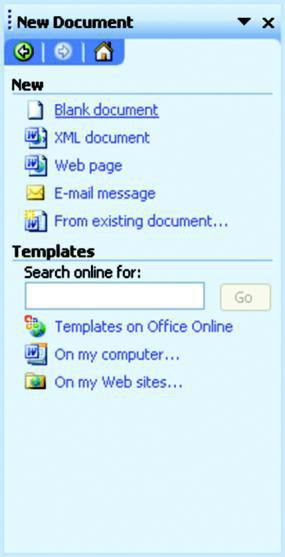 New Document
New
Blank document
XML document
Web page
E-mail message
From existing document...
Templates
Search online for:
Go
Templates on Office Online
On my computer...
On my Web sites...